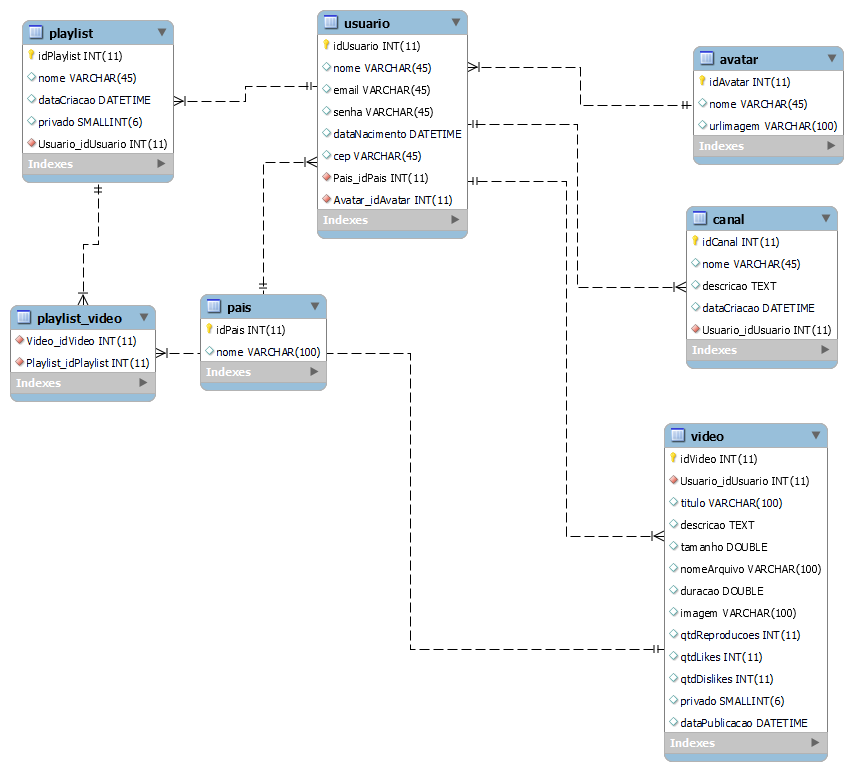 playlist
idPlaylist INT(11)
nome VARCHAR(45)
dataCriacao DATETIME
privado SMALLINT(6)
Usuario_idUsuario INT(11)
Indexes
usuario
idUsuario INT(11)
nome VARCHAR(45)
email VARCHAR(45)
senha VARCHAR(45)
dataNacimento DATETIME
cep VARCHAR(45)
Pais_idPais INT(11)
Avatar_idAvatar INT(11)
Indexes
avatar
idAvatar INT(11)
nome VARCHAR(45)
urlimagem VARCHAR(100)
Indexes
canal
idCanal INT(11)
nome VARCHAR(45)
descricao TEXT
dataCriacao DATETIME
Usuario_idUsuario INT(11)
Indexes
playlist_video
Video_idVideo INT(11)
Playlist_idPlaylist INT(11)
Indexes
pais
idPais INT(11)
nome VARCHAR(100)
Indexes
video
idVideo INT(11)
Usuario_idUsuario INT(11)
titulo VARCHAR(100)
descricao TEXT
tamanho DOUBLE
nomeArquivo VARCHAR(100)
duracao DOUBLE
imagem VARCHAR(100)
qtdReproducoes INT(11)
qtdLikes INT(11)
qtdDislikes INT(11)
privado SMALLINT(6)
dataPublicacao DATETIME
Indexes